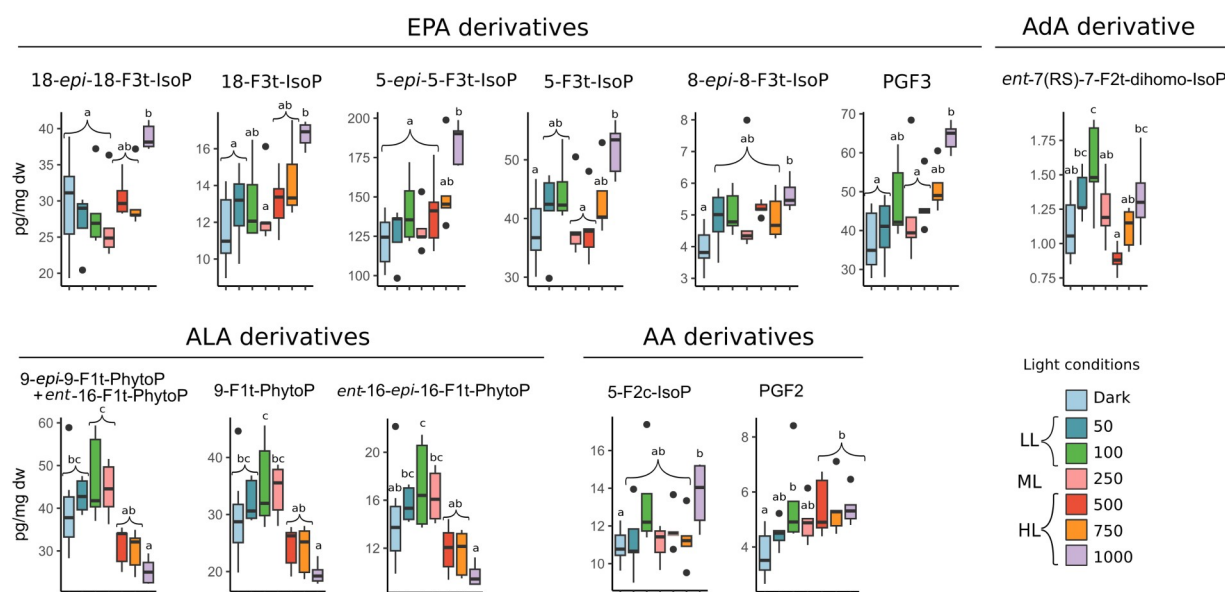 EPA derivatives
AdA derivative
18-epi-18-F3t-IsoP
18-F3t-IsoP
5-epi-5-F3t-IsoP
5-F3t-IsoP
8-epi-8-F3t-IsoP
PGF3
ent-7(RS)-7-F2t-dihomo-IsoP
pg/mg dw
40
35
30
25
20
a
ab
b
16
14
12
10
a
ab
ab
b
200
175
150
125
100
a
ab
b
50
40
30
a
ab
a
ab
b
8
7
6
5
4
3
a
ab
b
70
60
50
40
30
a
ab
a
ab
b
1.75
1.50
1.25
1.00
0.75
ab
bc
c
ab
a
ab
bc
ALA derivatives
AA derivatives
9-epi-9-F1t-PhytoP
+ent-16-F1t-PhytoP
9-F1t-PhytoP
ent-16-epi-16-F1t-PhytoP
5-F2c-IsoP
PGF2
pg/mg dw
60
50
40
30
bc
c
ab
a
40
30
20
bc
c
bc
ab
a
20
16
12
ab
bc
c
bc
ab
a
16
14
12
10
a
ab
b
8
6
4
a
ab
b
ab
b
Light conditions
Dark
LL
50
100
ML
250
HL
500
750
1000